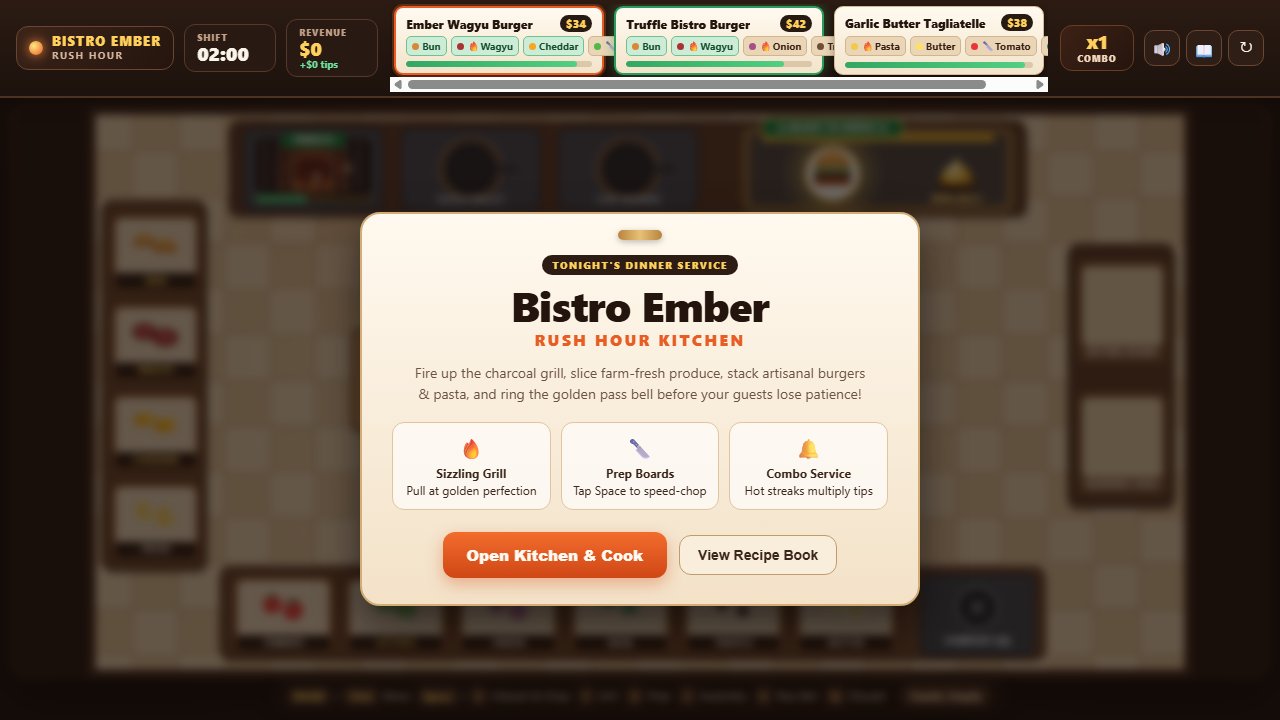 BISTRO EMBER
RUSH HOUR
SHIFT
02:00
REVENUE
$0
+$0 tips
Ember Wagyu Burger $34
Bun Wagyu Cheddar
Truffle Bistro Burger $42
Bun Wagyu Onion
Garlic Butter Tagliatelle $38
Pasta Butter Tomato
x1
COMBO
TONIGHT'S DINNER SERVICE
Bistro Ember
RUSH HOUR KITCHEN
Fire up the charcoal grill, slice farm-fresh produce, stack artisanal burgers
& pasta, and ring the golden pass bell before your guests lose patience!
Sizzling Grill
Pull at golden perfection
Prep Boards
Tap Space to speed-chop
Combo Service
Hot streaks multiply tips
Open Kitchen & Cook
View Recipe Book